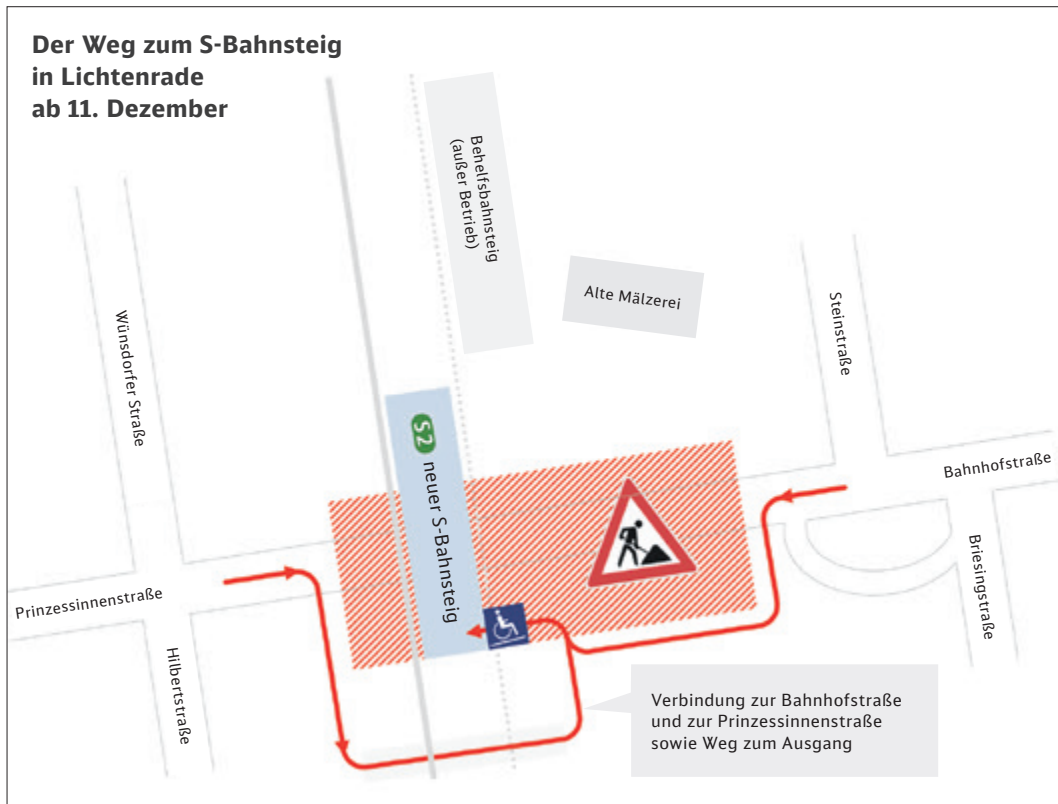 Der Weg zum S-Bahnsteig
in Lichtenrade
ab 11. Dezember
Behelfsbahnsteig
(außer Betrieb)
Alte Mälzerei
Steinstraße
Wünsdorfer Straße
S2 neuer S-Bahnsteig
Bahnhofstraße
Briesingstraße
Prinzessinnenstraße
Hilbertstraße
Verbindung zur Bahnhofstraße
und zur Prinzessinnenstraße
sowie Weg zum Ausgang